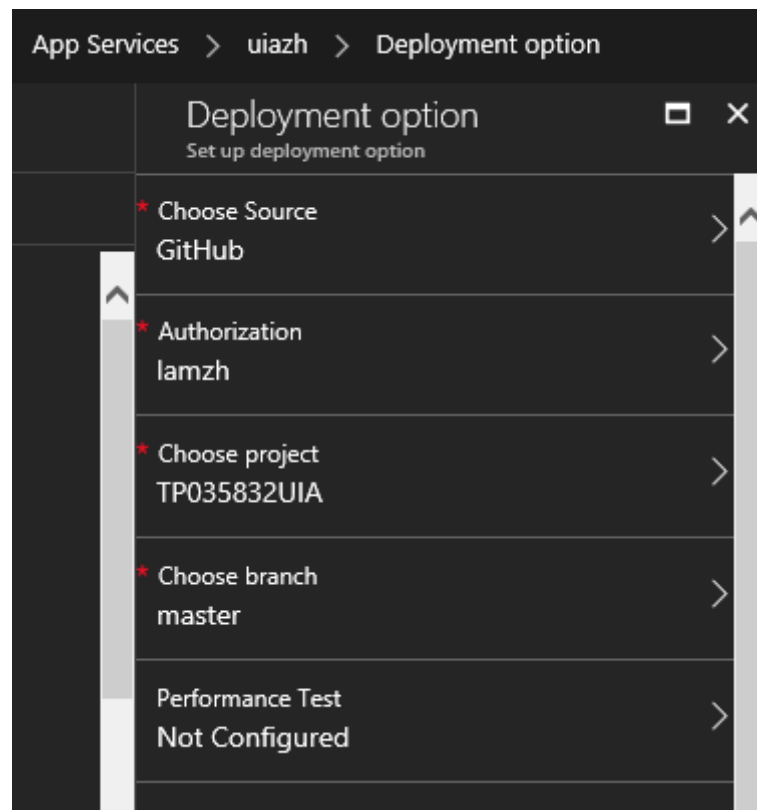 App Services > uiazh > Deployment option
Deployment option
Set up deployment option
* Choose Source
GitHub
* Authorization
lamzh
* Choose project
TP035832UIA
* Choose branch
master
Performance Test
Not Configured